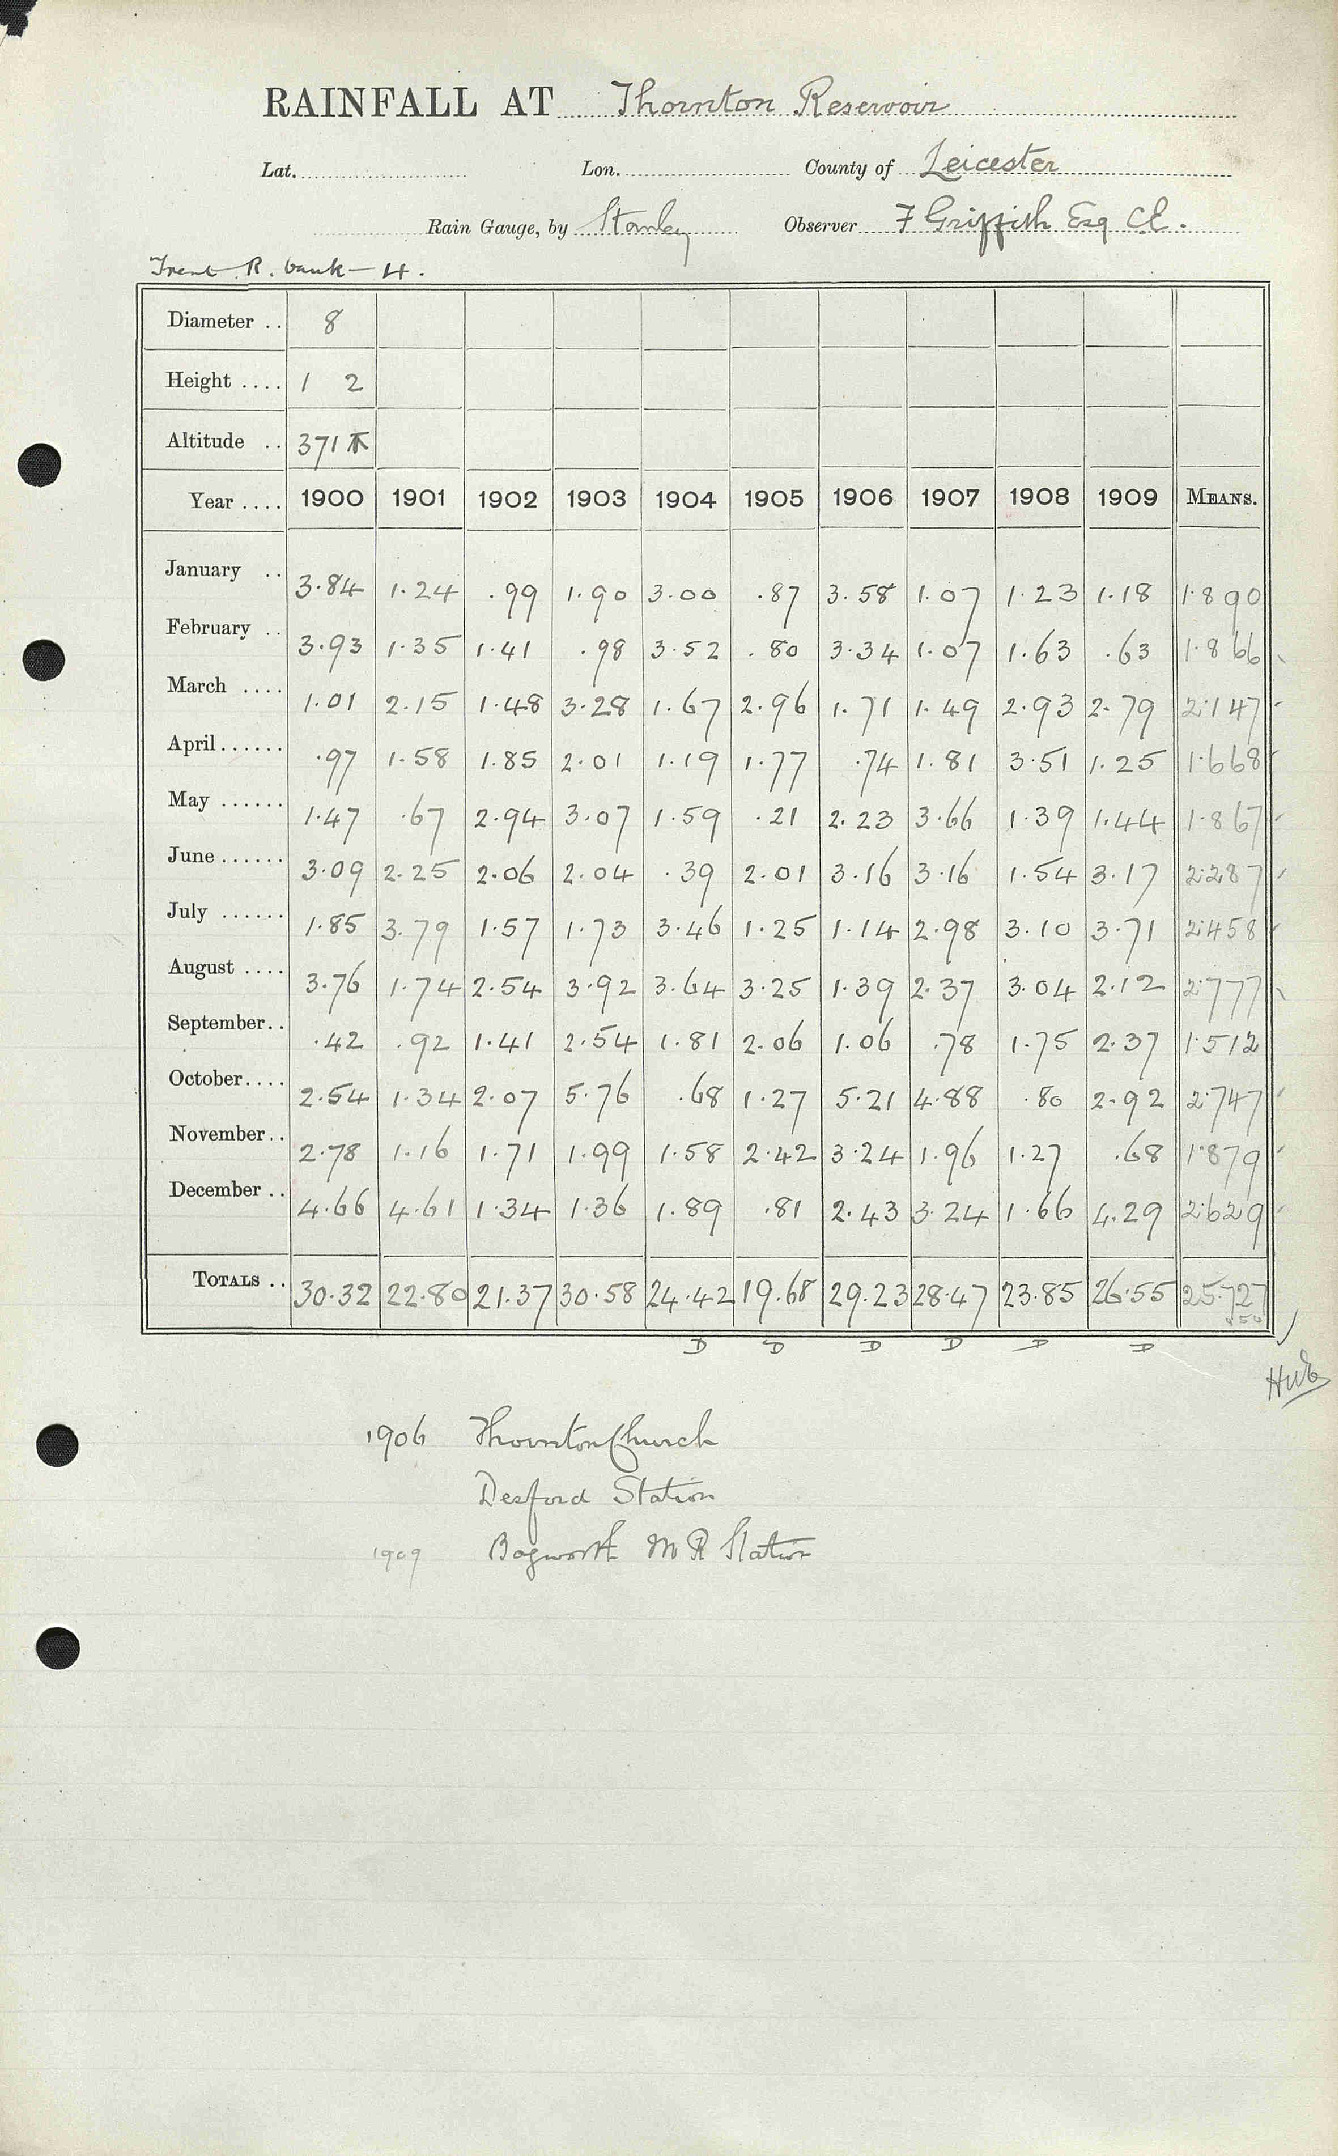 RAINFALL AT Thornton Reservoir
Lat. Lon. County of Leicester
Rain Gauge, by Stanley Observer F Griffith Esq C.E.
Trent R. bank - 4.
Diameter .. 8
Height .... 1 2
Altitude .. 371
Year .... 1900 1901 1902 1903 1904 1905 1906 1907 1908 1909 MEANS.
January .. 3.84 1.24 .99 1.90 3.00 .87 3.58 1.07 1.23 1.18 1.890
February .. 3.93 1.35 1.41 .98 3.52 .80 3.34 1.07 1.63 .63 1.866
March .... 1.01 2.15 1.48 3.28 1.67 2.96 1.71 1.49 2.93 2.79 2.147
April ...... .97 1.58 1.85 2.01 1.19 1.77 .74 1.81 3.51 1.25 1.668
May ...... 1.47 .67 2.94 3.07 1.59 .21 2.23 3.66 1.39 1.44 1.867
June ...... 3.09 2.25 2.06 2.04 .39 2.01 3.16 3.16 1.54 3.17 2.287
July ...... 1.85 3.79 1.57 1.73 3.46 1.25 1.14 2.98 3.10 3.71 2.458
August .... 3.76 1.74 2.54 3.92 3.64 3.25 1.39 2.37 3.04 2.12 2.777
September.. .42 .92 1.41 2.54 1.81 2.06 1.06 .78 1.75 2.37 1.512
October.... 2.54 1.34 2.07 5.76 .68 1.27 5.21 4.88 .80 2.92 2.747
November.. 2.78 1.16 1.71 1.99 1.58 2.42 3.24 1.96 1.27 .68 1.879
December .. 4.66 4.61 1.34 1.36 1.89 .81 2.43 3.24 1.66 4.29 2.629
TOTALS .. 30.32 22.80 21.37 30.58 24.42 19.68 29.23 28.47 23.85 26.55 25.727
D D D D D D
1906 Thornton Church
Desford Station
1909 Bagworth M R Station